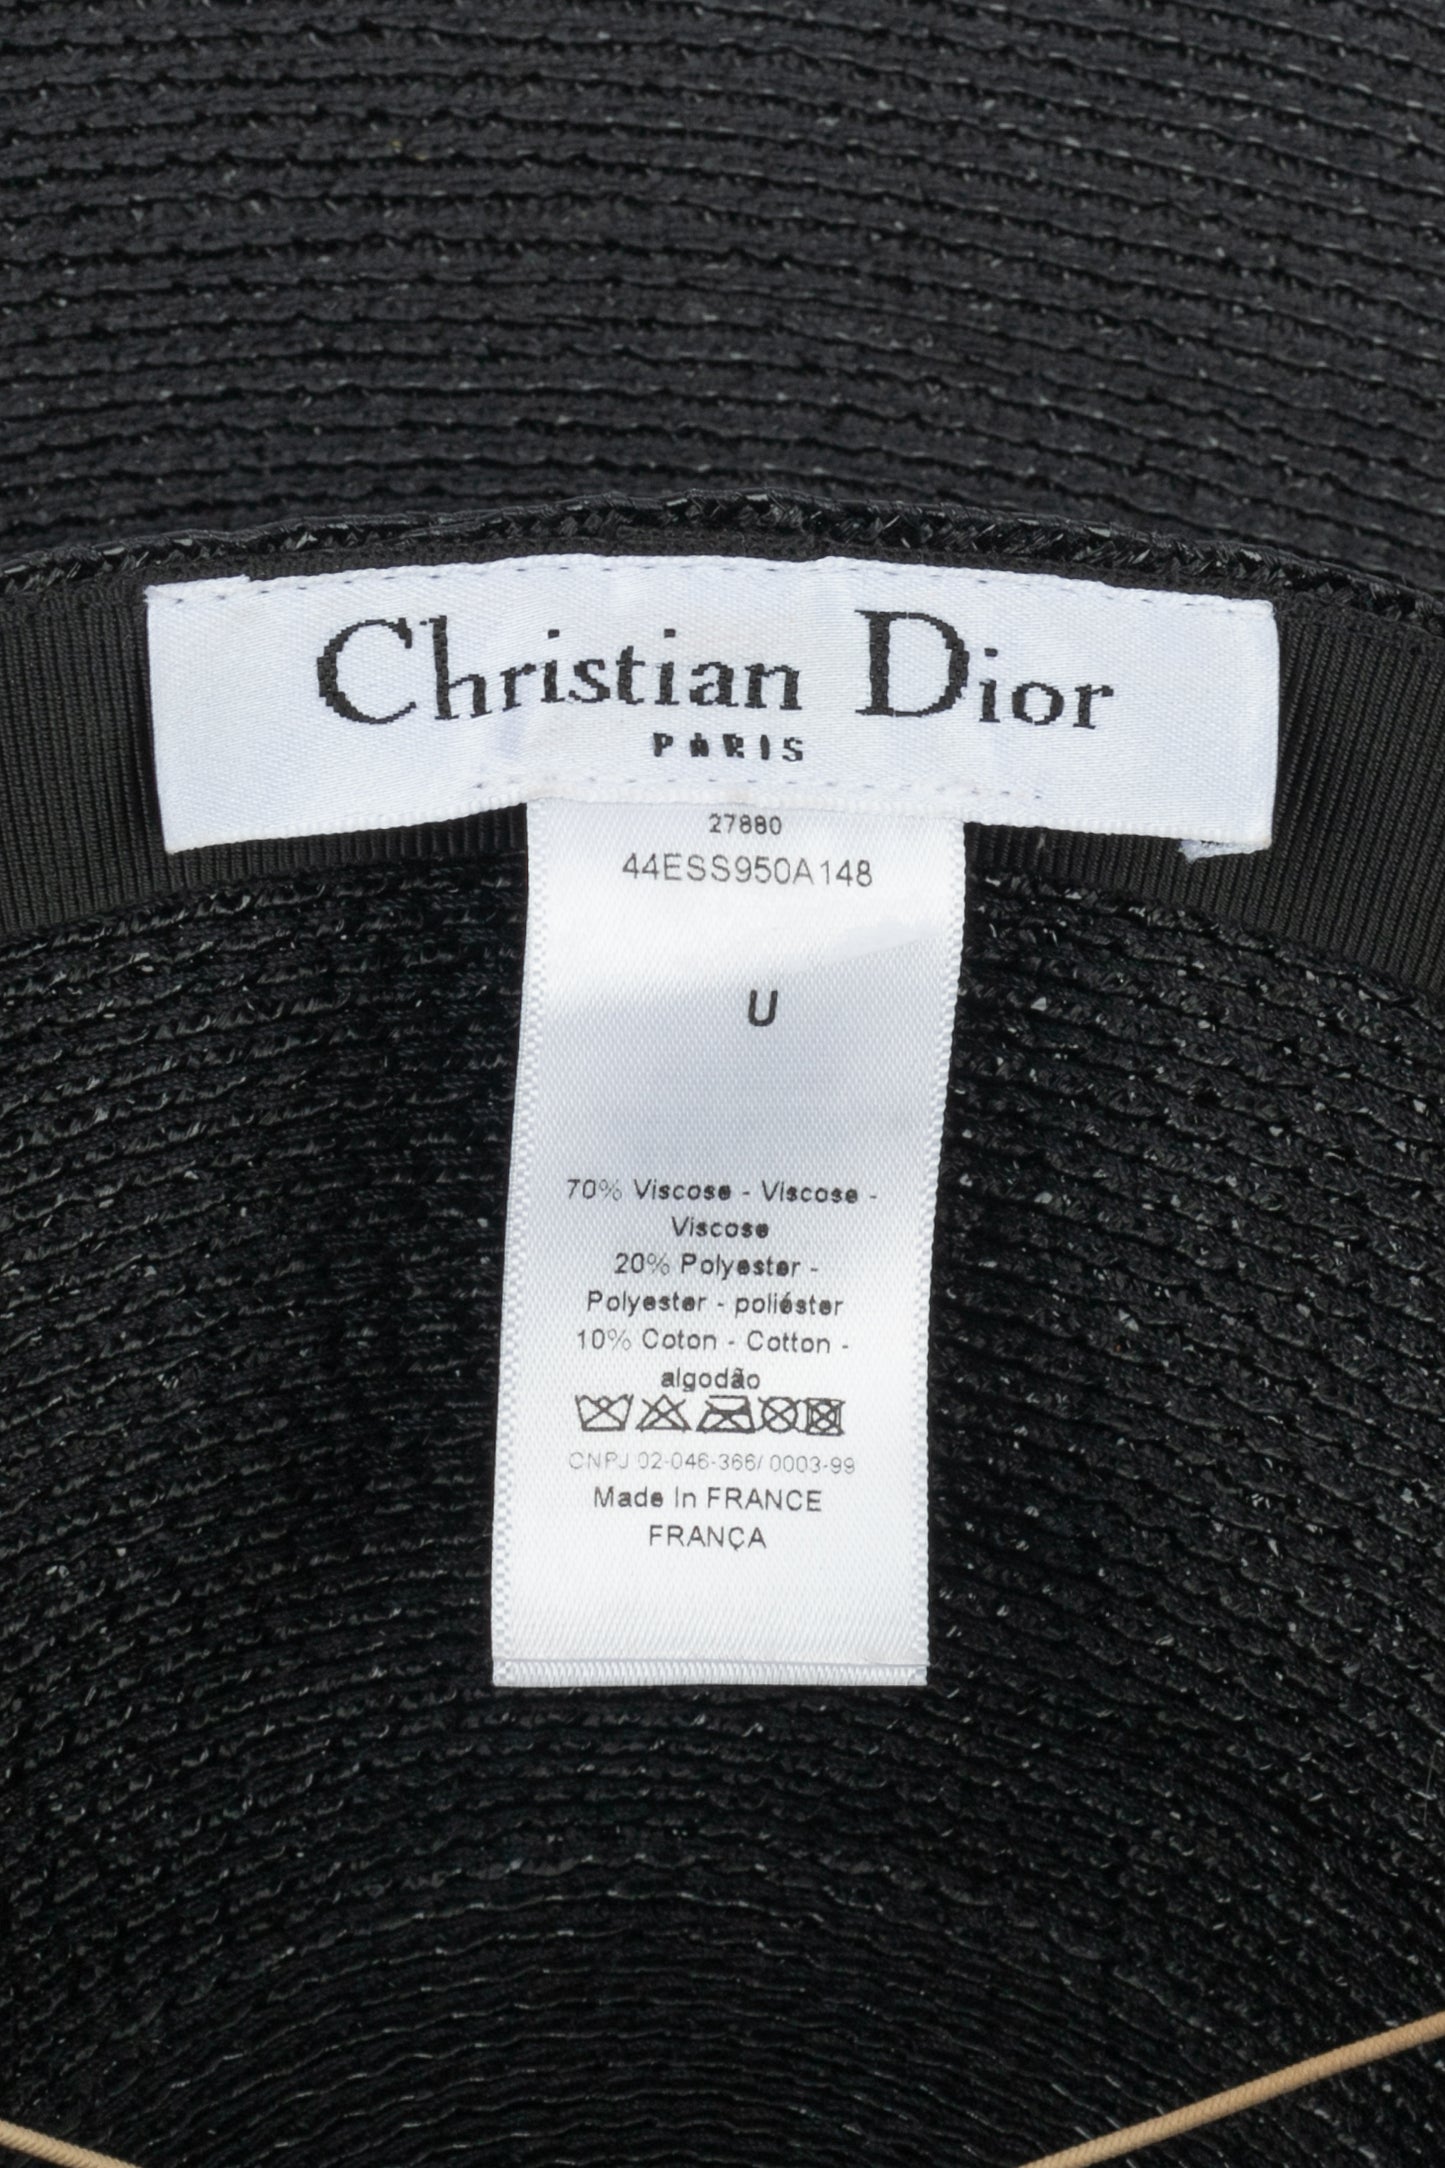 Christian Dior
PARIS
27880
44ESS950A148
U
70% Viscose - Viscose -
Viscose
20% Polyester -
Polyester - poliéster
10% Coton - Cotton -
algodão
CNPJ 02-046-366/ 0003-99
Made In FRANCE
FRANÇA